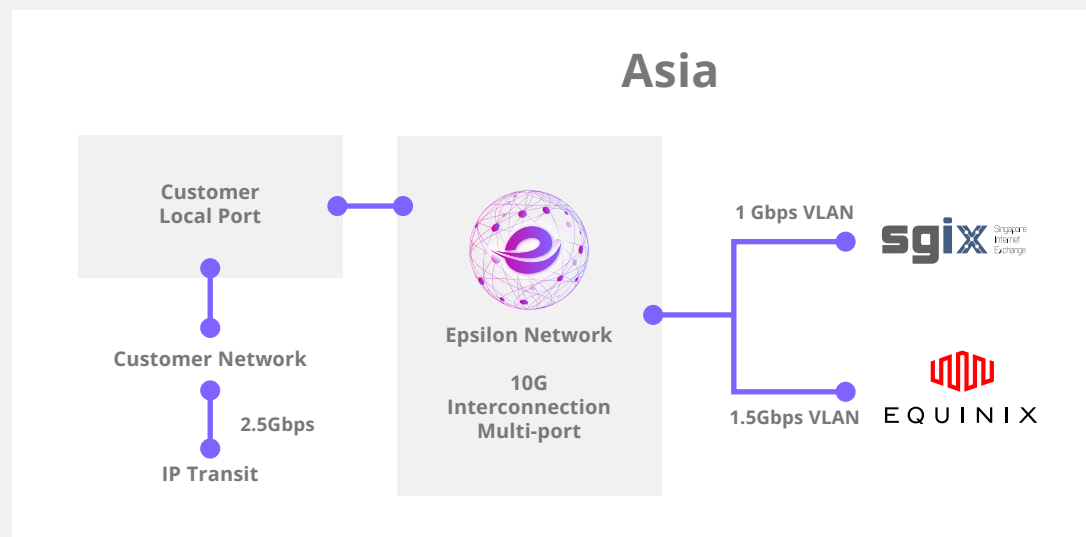 Asia
Customer
Local Port
Customer Network
2.5Gbps
IP Transit
Epsilon Network
10G
Interconnection
Multi-port
1 Gbps VLAN
sgix
Singapore
Internet
Exchange
1.5Gbps VLAN
EQUINIX